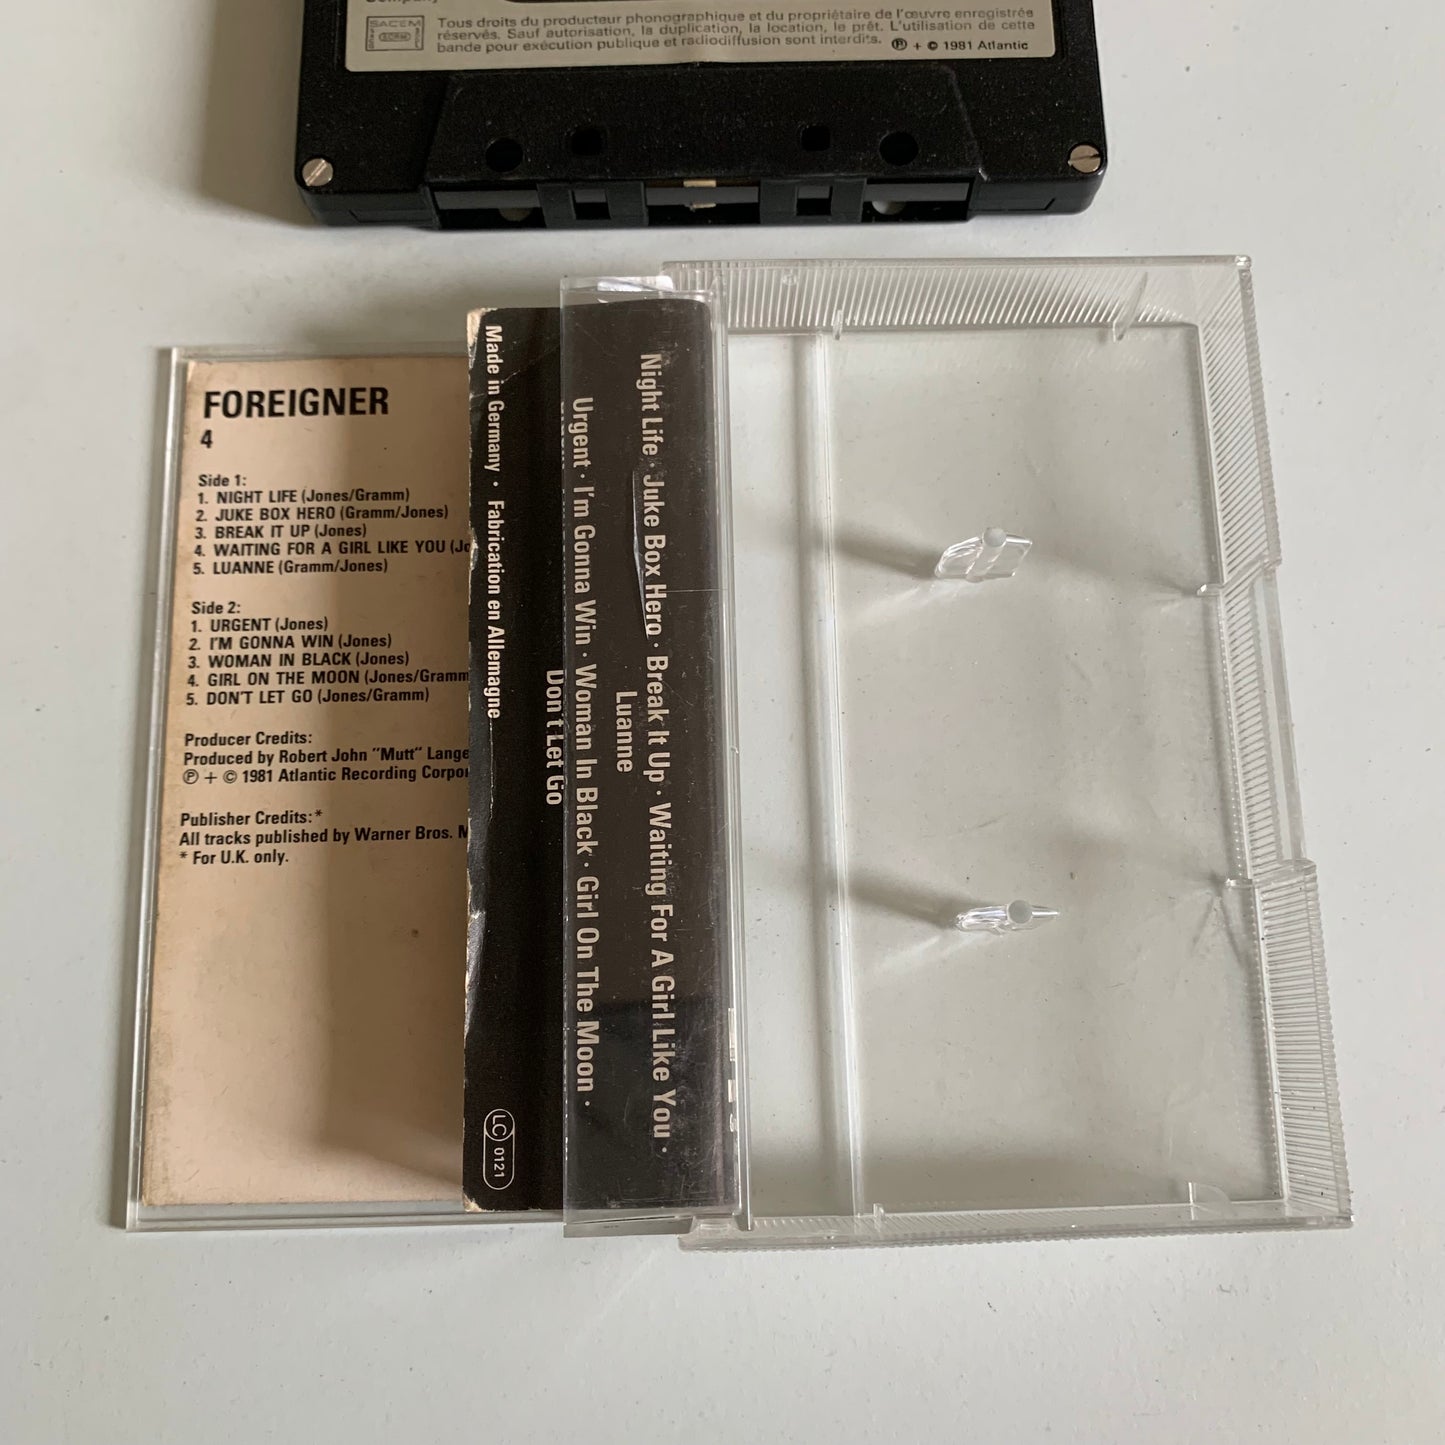 SACEM
Tous droits du producteur phonographique et du propriétaire de l'œuvre enregistrée
réservés. Sauf autorisation, la duplication, la location, le prêt. L'utilisation de cette
bande pour exécution publique et radiodiffusion sont interdits. ℗ + © 1981 Atlantic
FOREIGNER
4
Side 1:
1. NIGHT LIFE (Jones/Gramm)
2. JUKE BOX HERO (Gramm/Jones)
3. BREAK IT UP (Jones)
4. WAITING FOR A GIRL LIKE YOU (Jo
5. LUANNE (Gramm/Jones)
Side 2:
1. URGENT (Jones)
2. I'M GONNA WIN (Jones)
3. WOMAN IN BLACK (Jones)
4. GIRL ON THE MOON (Jones/Gramm
5. DON'T LET GO (Jones/Gramm)
Producer Credits:
Produced by Robert John "Mutt" Lange
℗ + © 1981 Atlantic Recording Corpor
Publisher Credits:*
All tracks published by Warner Bros. M
* For U.K. only.
Night Life · Juke Box Hero · Break It Up · Waiting For A Girl Like You ·
Luanne
Urgent · I'm Gonna Win · Woman In Black · Girl On The Moon ·
Don't Let Go
Made in Germany · Fabrication en Allemagne
LC 0121